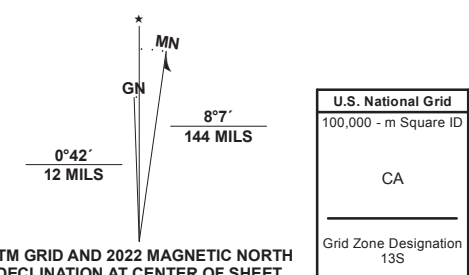 ★
MN
GN
8°7´
144 MILS
0°42´
12 MILS
TM GRID AND 2022 MAGNETIC NORTH
DECLINATION AT CENTER OF SHEET
U.S. National Grid
100,000 - m Square ID
CA
Grid Zone Designation
13S